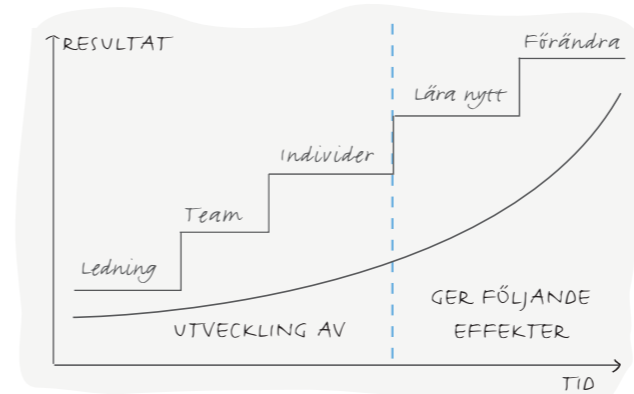 RESULTAT
Förändra
Lära nytt
Individer
Team
Ledning
GER FÖLJANDE
EFFEKTER
UTVECKLING AV
TID